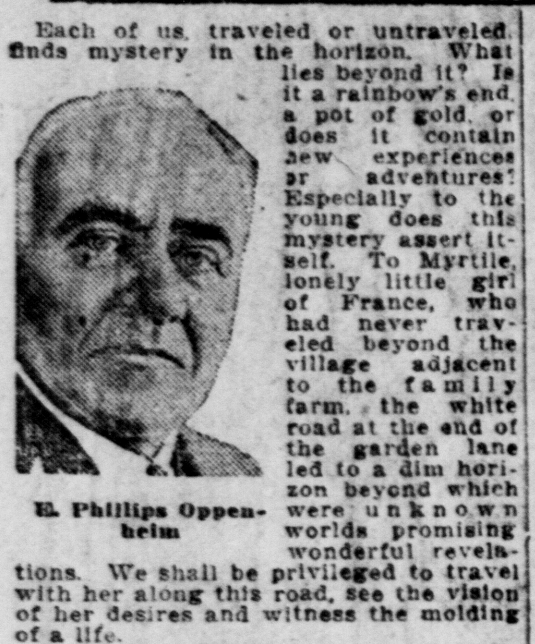 Each of us, traveled or untraveled,
finds mystery in the horizon. What
lies beyond it? Is
it a rainbow's end,
a pot of gold, or
does it contain
new experiences
or adventures?
Especially to the
young does this
mystery assert it-
self. To Myrtile,
lonely little girl
of France, who
had never trav-
eled beyond the
village adjacent
to the family
farm, the white
road at the end of
the garden lane
led to a dim hori-
zon beyond which
were unknown
worlds promising
wonderful revela-
tions. We shall be privileged to travel
with her along this road, see the vision
of her desires and witness the molding
of a life.
E. Phillips Oppen-
heim